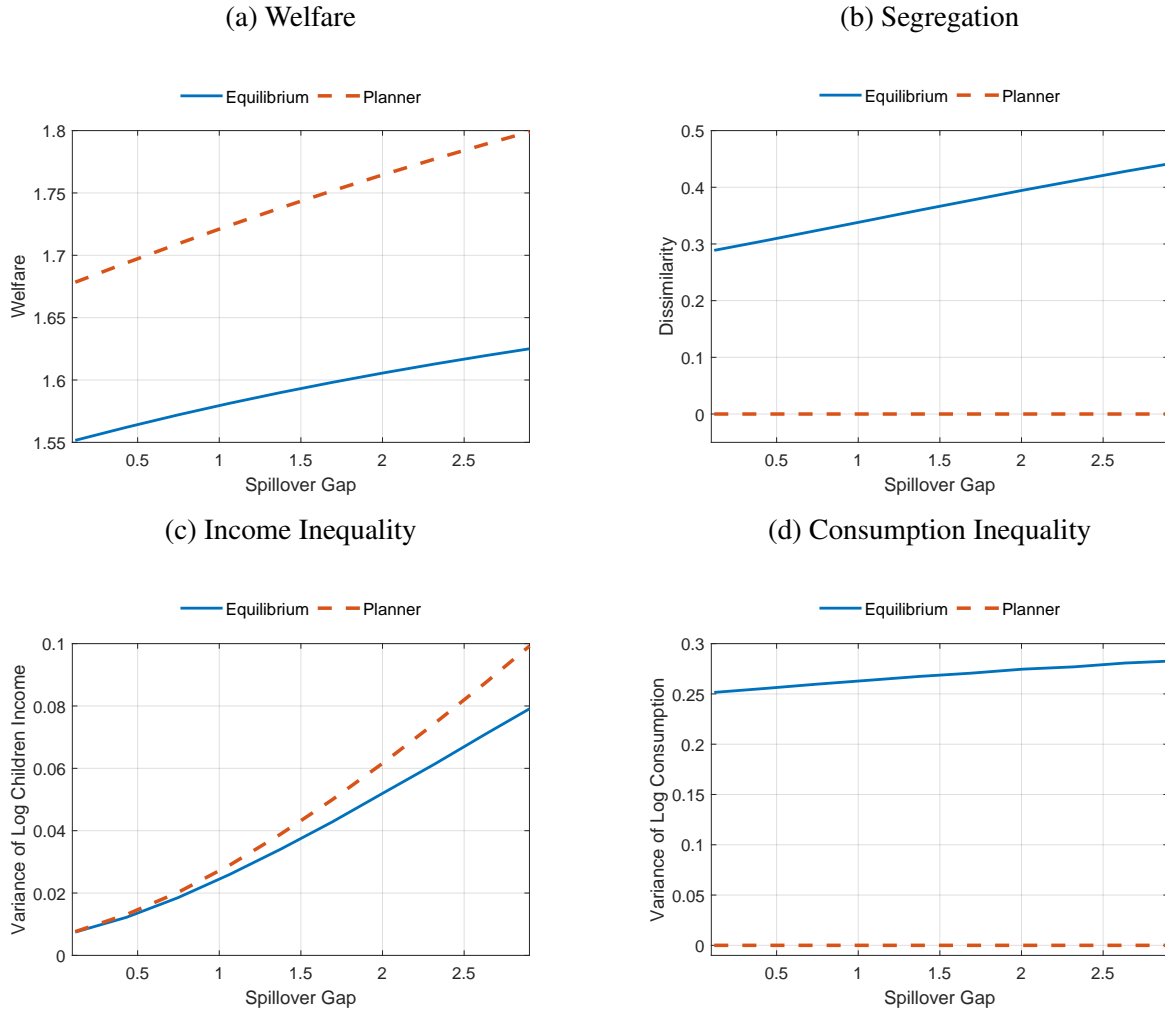 (a) Welfare
Equilibrium Planner
1.8
1.75
1.7
1.65
1.6
1.55
Welfare
0.5 1 1.5 2 2.5
Spillover Gap
(b) Segregation
Equilibrium Planner
0.5
0.4
0.3
0.2
0.1
0
Dissimilarity
0.5 1 1.5 2 2.5
Spillover Gap
(c) Income Inequality
Equilibrium Planner
0.1
0.08
0.06
0.04
0.02
0
Variance of Log Children Income
0.5 1 1.5 2 2.5
Spillover Gap
(d) Consumption Inequality
Equilibrium Planner
0.3
0.25
0.2
0.15
0.1
0.05
0
Variance of Log Consumption
0.5 1 1.5 2 2.5
Spillover Gap